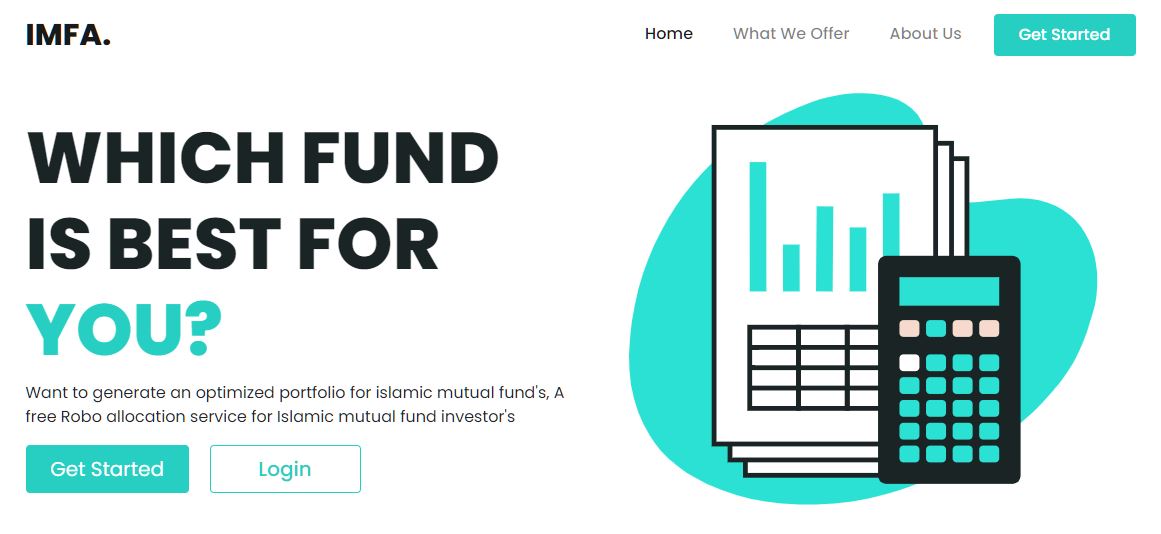 IMFA.
Home
What We Offer
About Us
Get Started
WHICH FUND
IS BEST FOR
YOU?
Want to generate an optimized portfolio for islamic mutual fund's, A
free Robo allocation service for Islamic mutual fund investor's
Get Started
Login